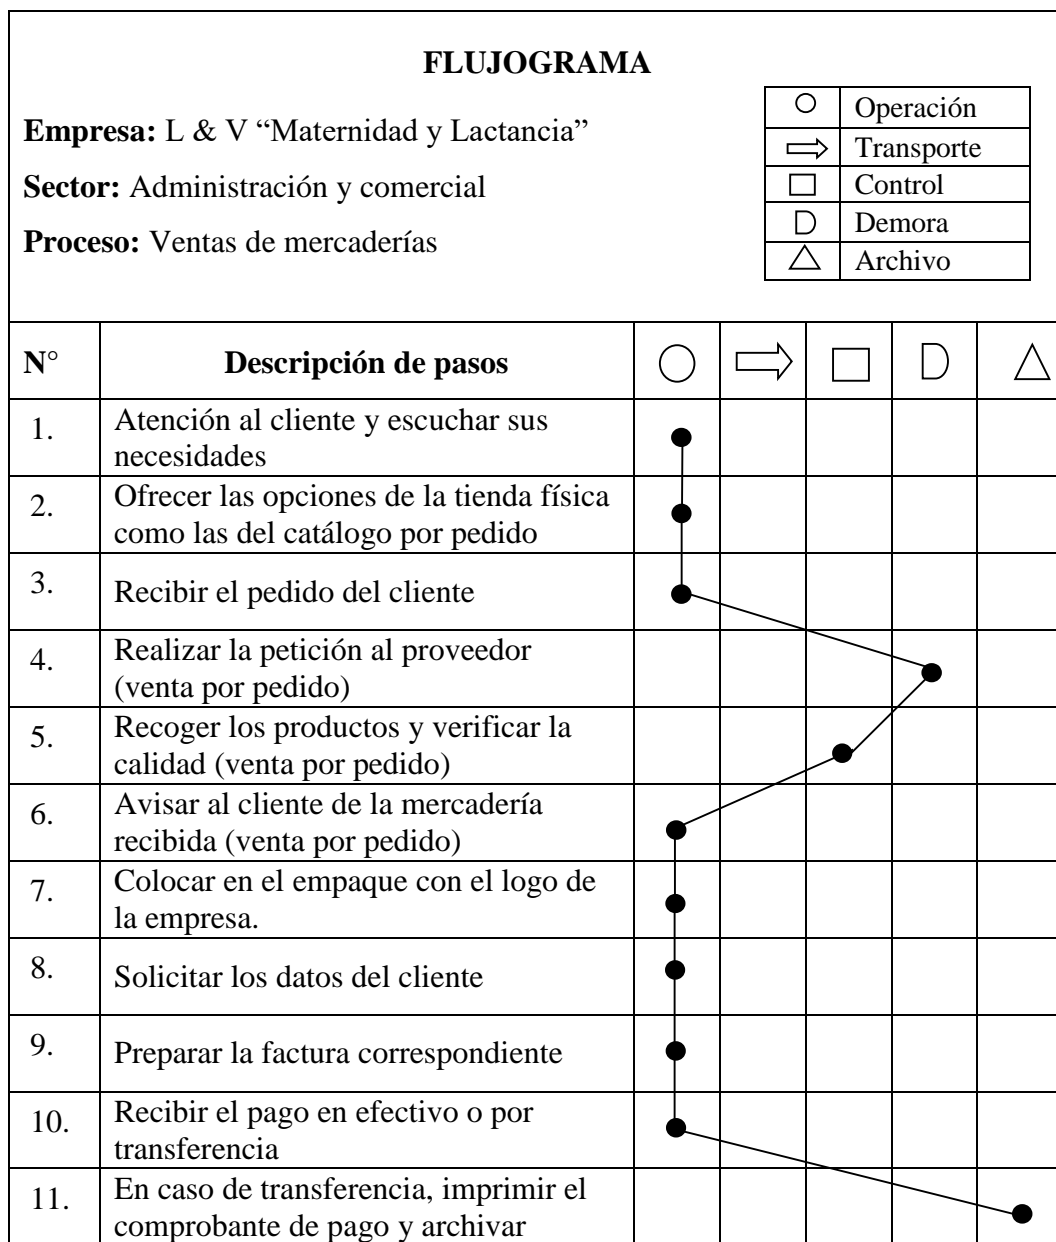 FLUJOGRAMA
Empresa: L & V “Maternidad y Lactancia”
Sector: Administración y comercial
Proceso: Ventas de mercaderías
Operación
Transporte
Control
Demora
Archivo
N° Descripción de pasos
1. Atención al cliente y escuchar sus
necesidades
2. Ofrecer las opciones de la tienda física
como las del catálogo por pedido
3. Recibir el pedido del cliente
4. Realizar la petición al proveedor
(venta por pedido)
5. Recoger los productos y verificar la
calidad (venta por pedido)
6. Avisar al cliente de la mercadería
recibida (venta por pedido)
7. Colocar en el empaque con el logo de
la empresa.
8. Solicitar los datos del cliente
9. Preparar la factura correspondiente
10. Recibir el pago en efectivo o por
transferencia
11. En caso de transferencia, imprimir el
comprobante de pago y archivar